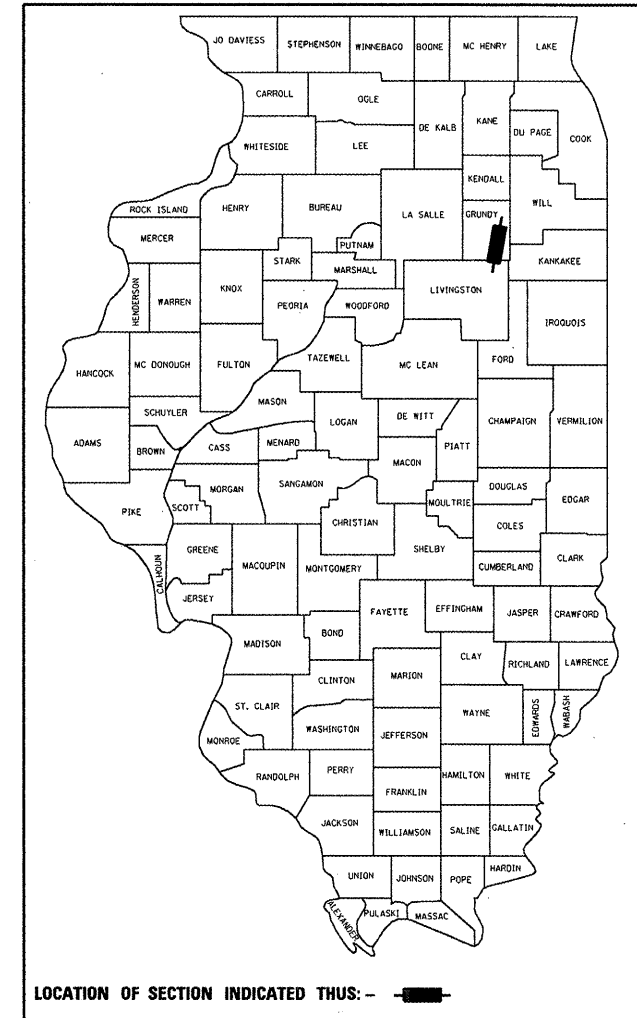 JO DAVIESS STEPHENSON WINNEBAGO BOONE MC HENRY LAKE
CARROLL OGLE DE KALB KANE DU PAGE COOK
WHITESIDE LEE
KENDALL WILL
ROCK ISLAND HENRY BUREAU LA SALLE GRUNDY
MERCER PUTNAM
STARK MARSHALL KANKAKEE
HENDERSON WARREN KNOX PEORIA WOODFORD LIVINGSTON IROQUOIS
HANCOCK MC DONOUGH FULTON TAZEWELL MC LEAN FORD
SCHUYLER MASON LOGAN DE WITT CHAMPAIGN VERMILION
ADAMS BROWN CASS MENARD MACON PIATT
PIKE SCOTT MORGAN SANGAMON CHRISTIAN MOULTRIE DOUGLAS EDGAR
COLES
CALHOUN GREENE MACOUPIN MONTGOMERY SHELBY CUMBERLAND CLARK
JERSEY FAYETTE EFFINGHAM JASPER CRAWFORD
MADISON BOND CLAY RICHLAND LAWRENCE
CLINTON MARION
ST. CLAIR WASHINGTON JEFFERSON WAYNE EDWARDS WABASH
MONROE
RANDOLPH PERRY HAMILTON WHITE
FRANKLIN
JACKSON WILLIAMSON SALINE GALLATIN
UNION JOHNSON POPE HARDIN
ALEXANDER PULASKI MASSAC
LOCATION OF SECTION INDICATED THUS: -